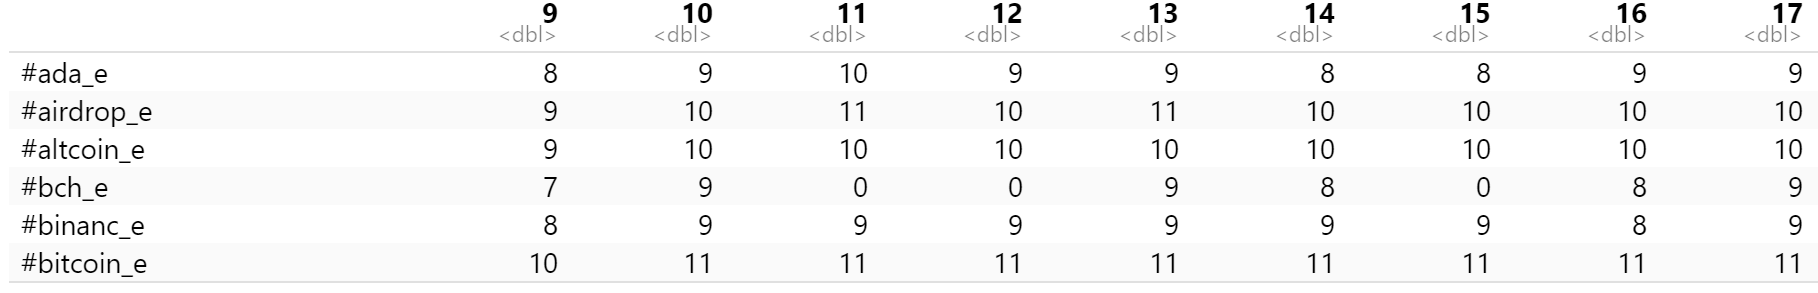 9 10 11 12 13 14 15 16 17
<dbl> <dbl> <dbl> <dbl> <dbl> <dbl> <dbl> <dbl> <dbl>
#ada_e 8 9 10 9 9 8 8 9 9
#airdrop_e 9 10 11 10 11 10 10 10 10
#altcoin_e 9 10 10 10 10 10 10 10 10
#bch_e 7 9 0 0 9 8 0 8 9
#binanc_e 8 9 9 9 9 9 9 8 9
#bitcoin_e 10 11 11 11 11 11 11 11 11